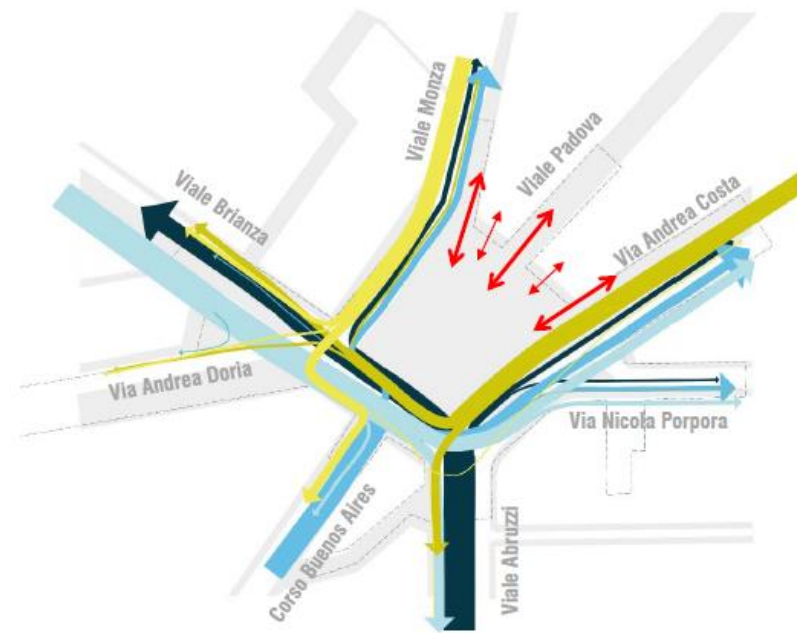 Viale Monza
Viale Padova
Viale Brianza
Via Andrea Costa
Via Andrea Doria
Via Nicola Porpora
Corso Buenos Aires
Viale Abruzzi